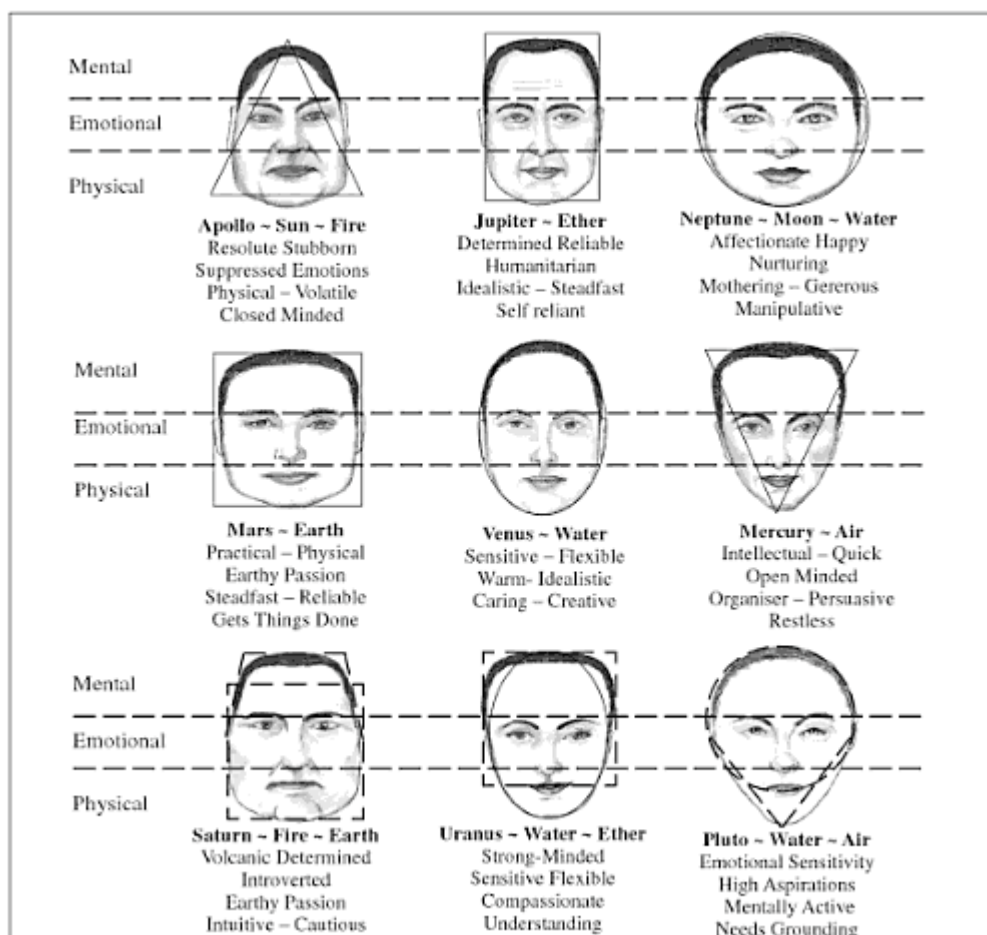 Mental
Emotional
Physical
Apollo ~ Sun ~ Fire
Resolute Stubborn
Suppressed Emotions
Physical – Volatile
Closed Minded
Jupiter ~ Ether
Determined Reliable
Humanitarian
Idealistic – Steadfast
Self reliant
Neptune ~ Moon ~ Water
Affectionate Happy
Nurturing
Mothering – Gererous
Manipulative
Mental
Emotional
Physical
Mars ~ Earth
Practical – Physical
Earthy Passion
Steadfast – Reliable
Gets Things Done
Venus ~ Water
Sensitive – Flexible
Warm- Idealistic
Caring – Creative
Mercury ~ Air
Intellectual – Quick
Open Minded
Organiser – Persuasive
Restless
Mental
Emotional
Physical
Saturn ~ Fire ~ Earth
Volcanic Determined
Introverted
Earthy Passion
Intuitive – Cautious
Uranus ~ Water ~ Ether
Strong-Minded
Sensitive Flexible
Compassionate
Understanding
Pluto ~ Water ~ Air
Emotional Sensitivity
High Aspirations
Mentally Active
Needs Grounding